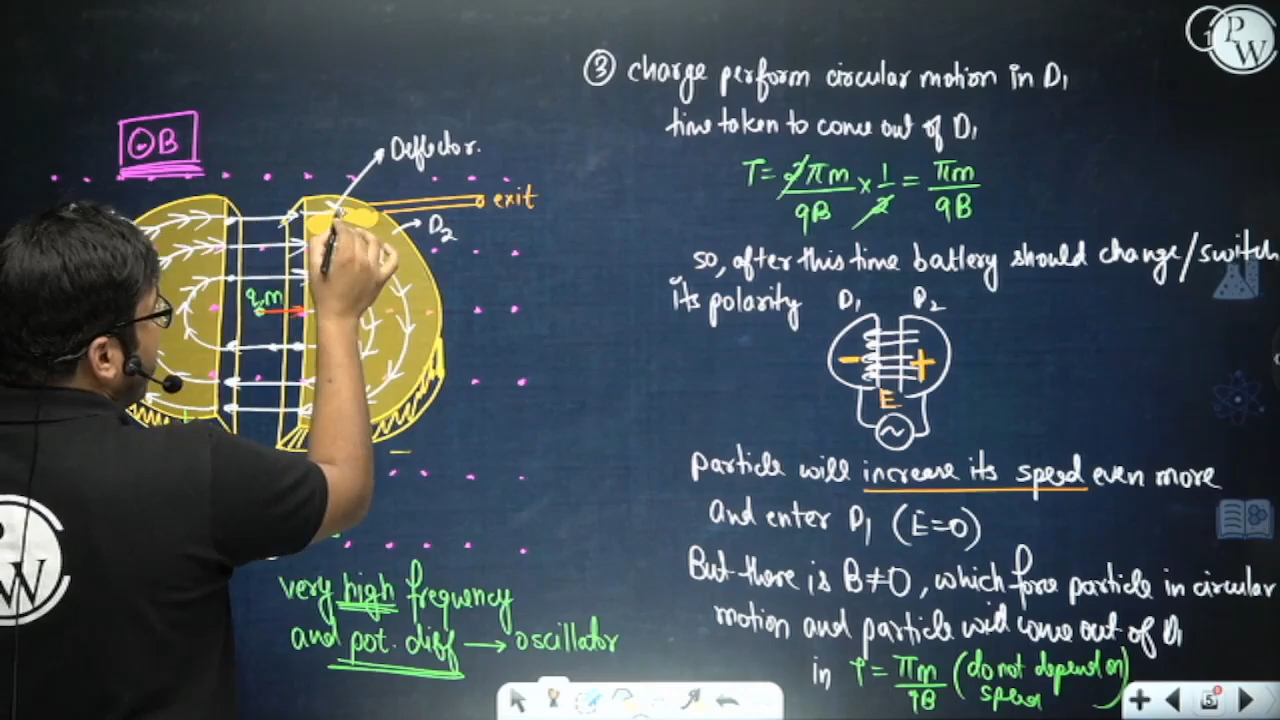 ③ charge perform circular motion in D₁
time taken to come out of D₁
T = 2πm/qB × 1/2 = πm/qB
so, after this time battery should change/switch
its polarity
D₁ D₂
- +
E
~
particle will increase its speed even more
and enter D₁ (E=0)
But there is B≠0, which force particle in circular
motion and particle will come out of D₁
in T = πm/qB (do not depend on speed)
⊙B
Deflector.
exit
D₂
q, m
very high frequency
and pot. diff → oscillator
PW
PW
5